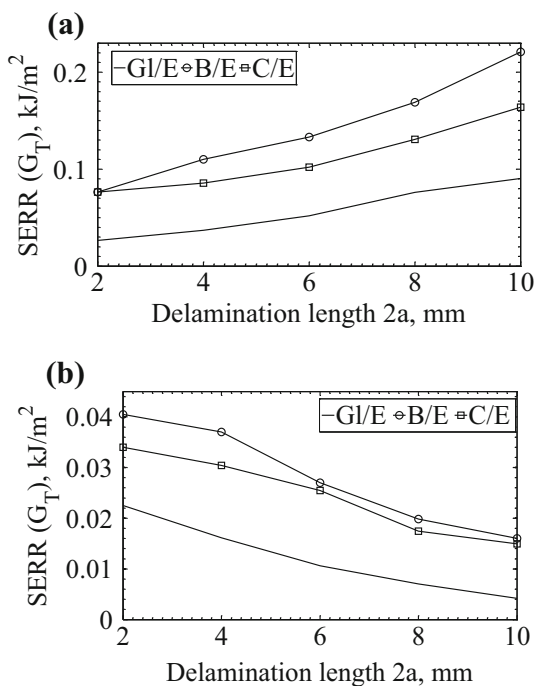 (a)
Gl/E B/E C/E
0.2
0.1
0
2 4 6 8 10
SERR (G_T), kJ/m²
Delamination length 2a, mm
(b)
Gl/E B/E C/E
0.04
0.03
0.02
0.01
0
2 4 6 8 10
SERR (G_T), kJ/m²
Delamination length 2a, mm